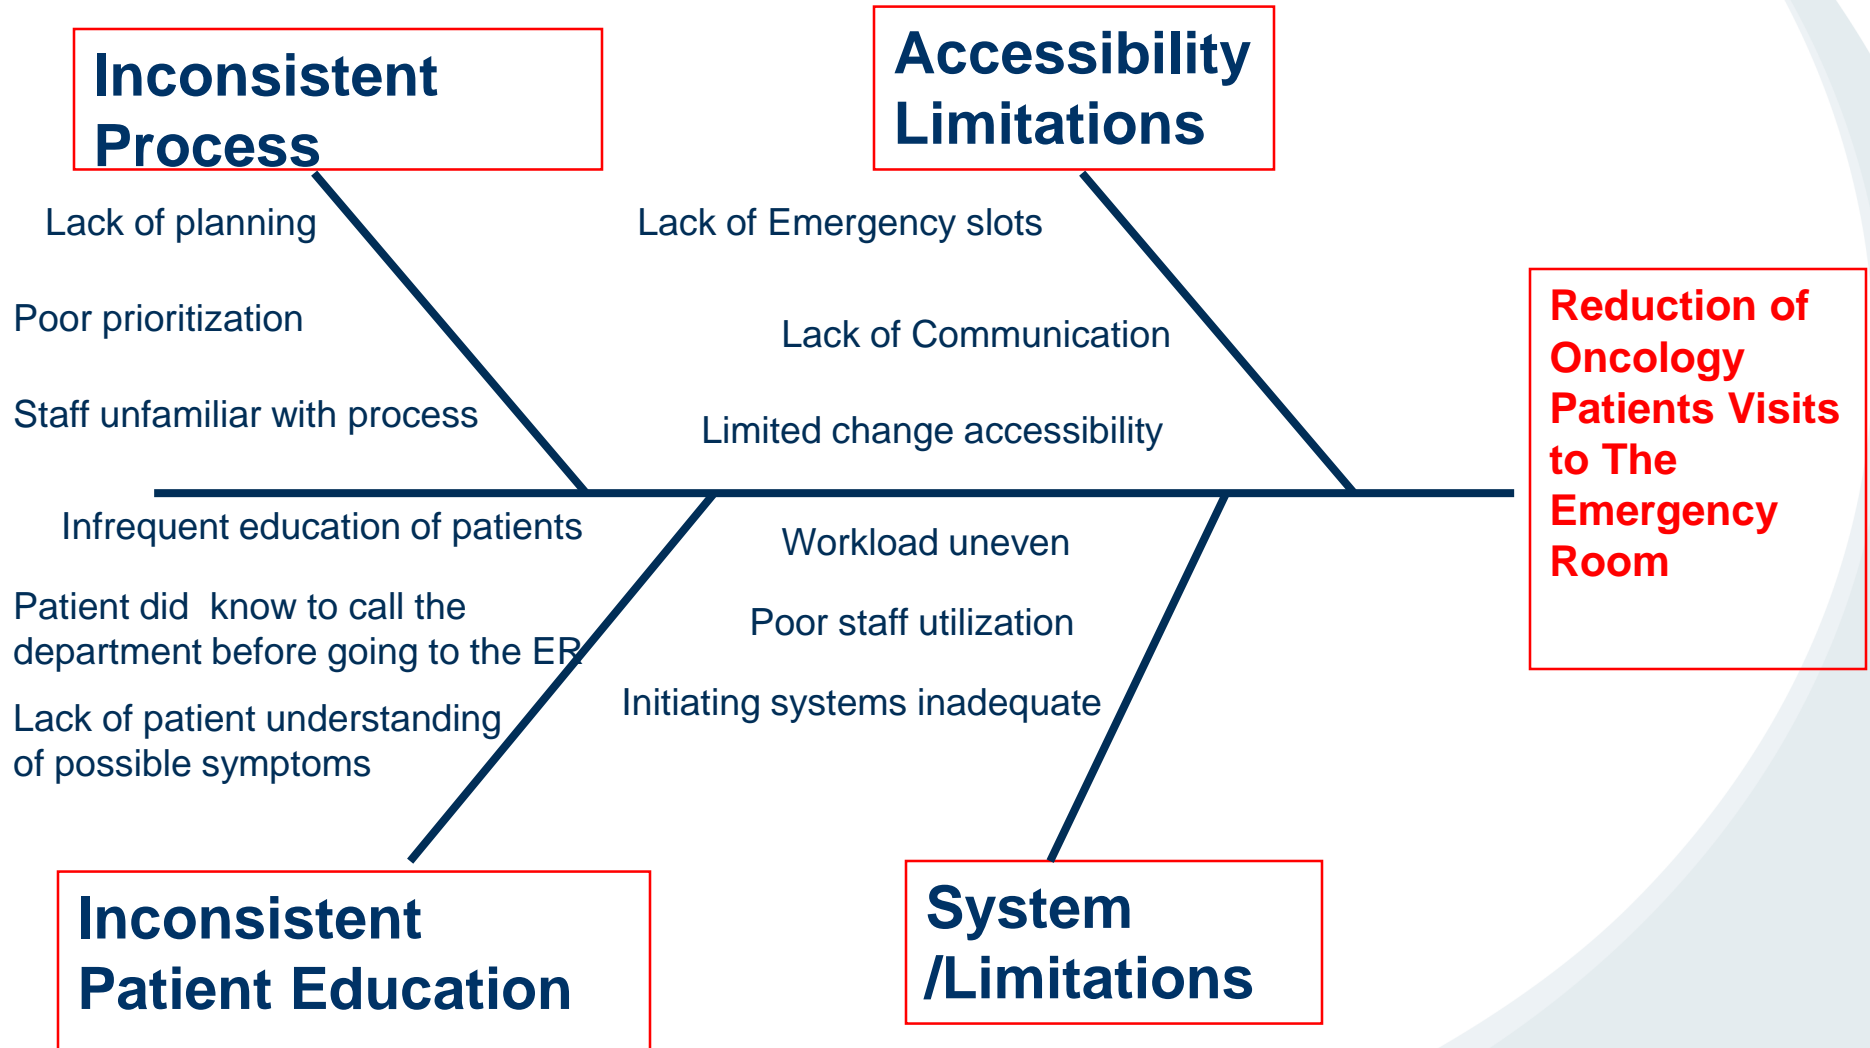 Inconsistent
Process
Accessibility
Limitations
Lack of planning
Poor prioritization
Staff unfamiliar with process
Lack of Emergency slots
Lack of Communication
Limited change accessibility
Reduction of
Oncology
Patients Visits
to The
Emergency
Room
Infrequent education of patients
Patient did  know to call the
department before going to the ER
Lack of patient understanding
of possible symptoms
Workload uneven
Poor staff utilization
Initiating systems inadequate
Inconsistent
Patient Education
System
/Limitations